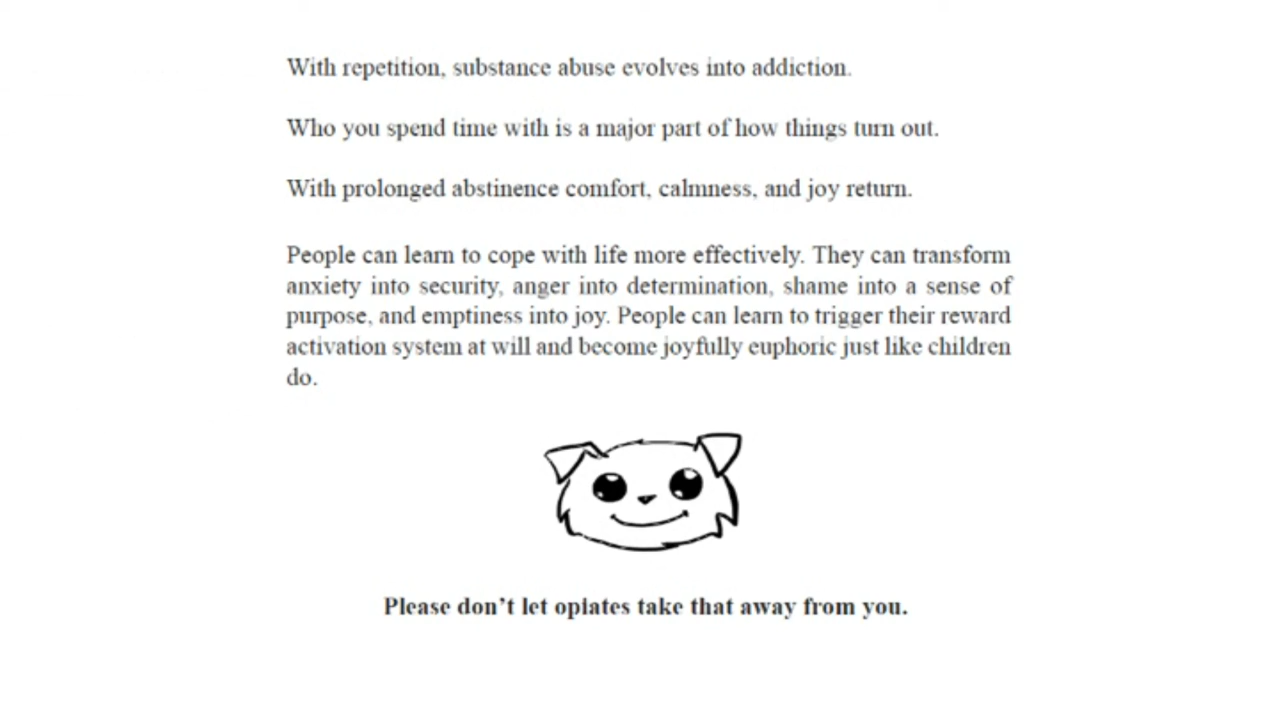 With repetition, substance abuse evolves into addiction.
Who you spend time with is a major part of how things turn out.
With prolonged abstinence comfort, calmness, and joy return.
People can learn to cope with life more effectively. They can transform
anxiety into security, anger into determination, shame into a sense of
purpose, and emptiness into joy. People can learn to trigger their reward
activation system at will and become joyfully euphoric just like children
do.
Please don’t let opiates take that away from you.